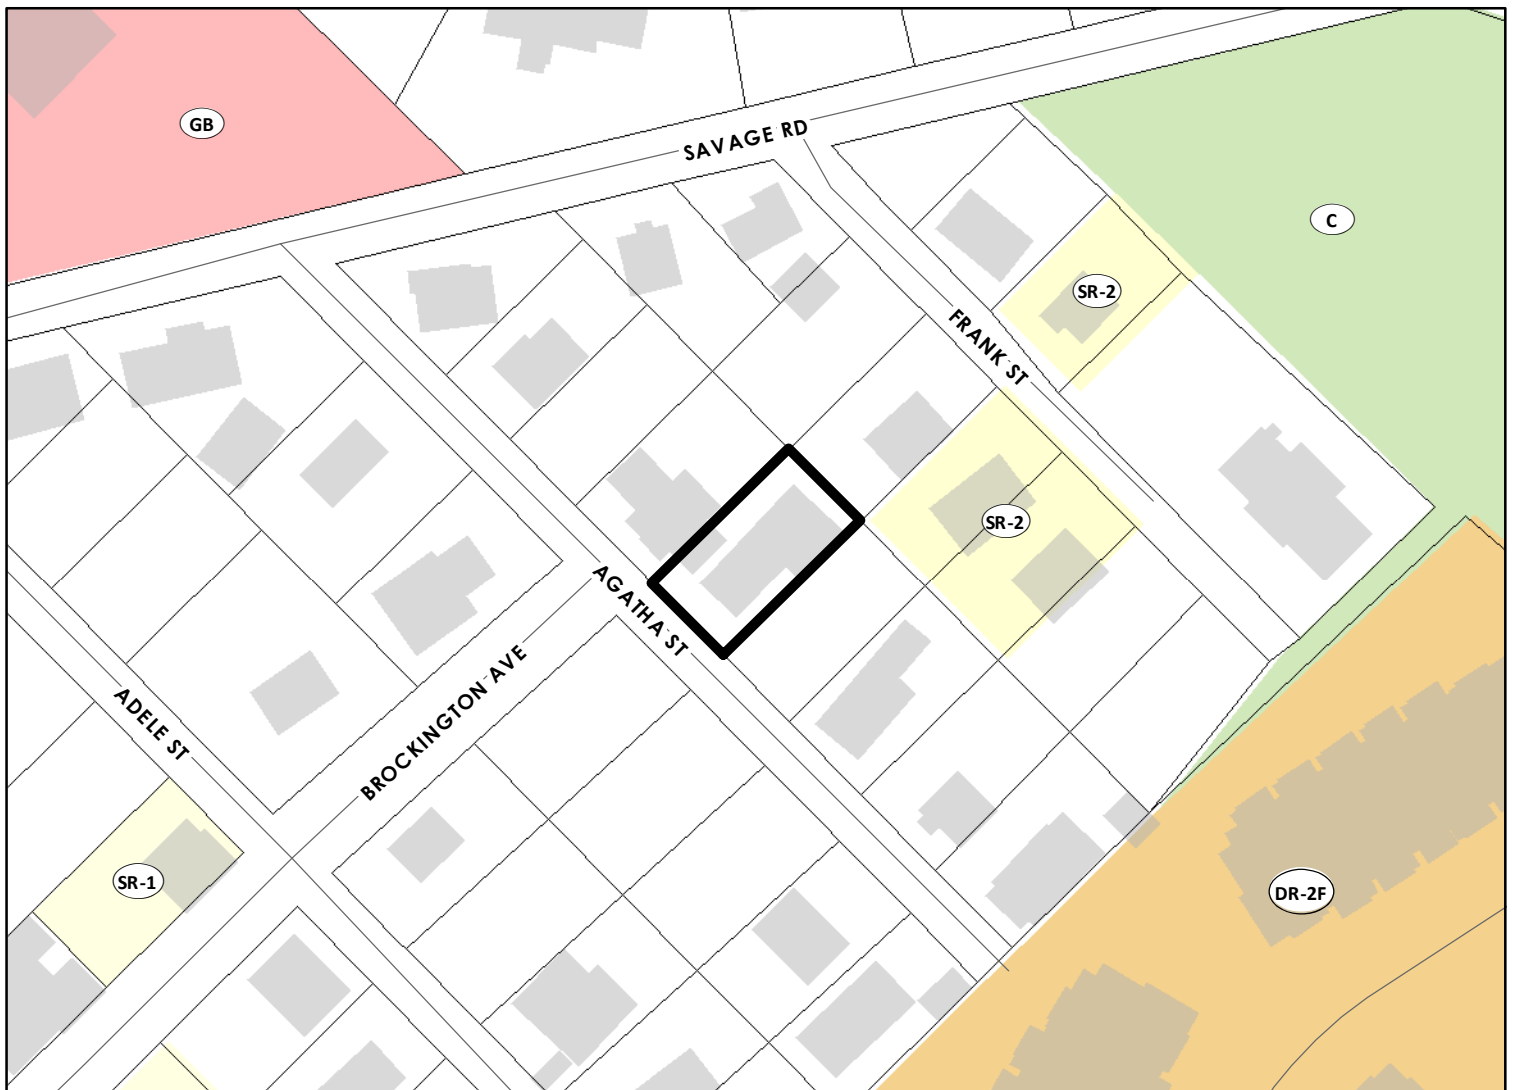 GB
SAVAGE RD
C
SR-2
FRANK ST
SR-2
AGATHA ST
BROCKINGTON AVE
ADELE ST
SR-1
DR-2F